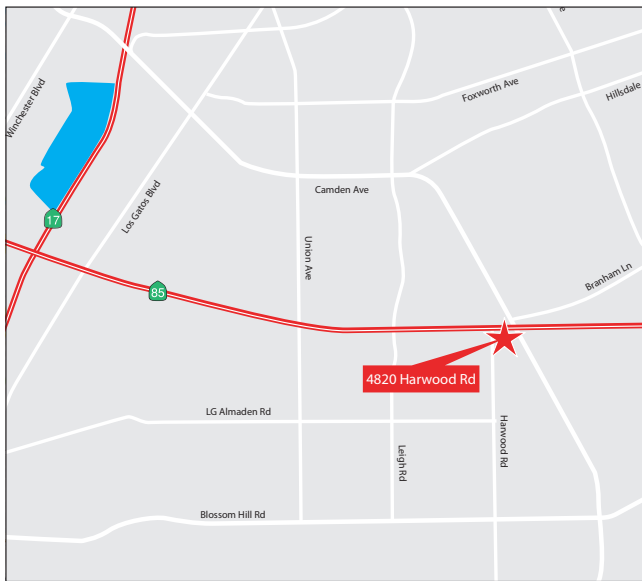 Winchester Blvd
Foxworth Ave
Hillsdale
Camden Ave
Los Gatos Blvd
17
Union Ave
85
Branham Ln
4820 Harwood Rd
LG Almaden Rd
Harwood Rd
Leigh Rd
Blossom Hill Rd